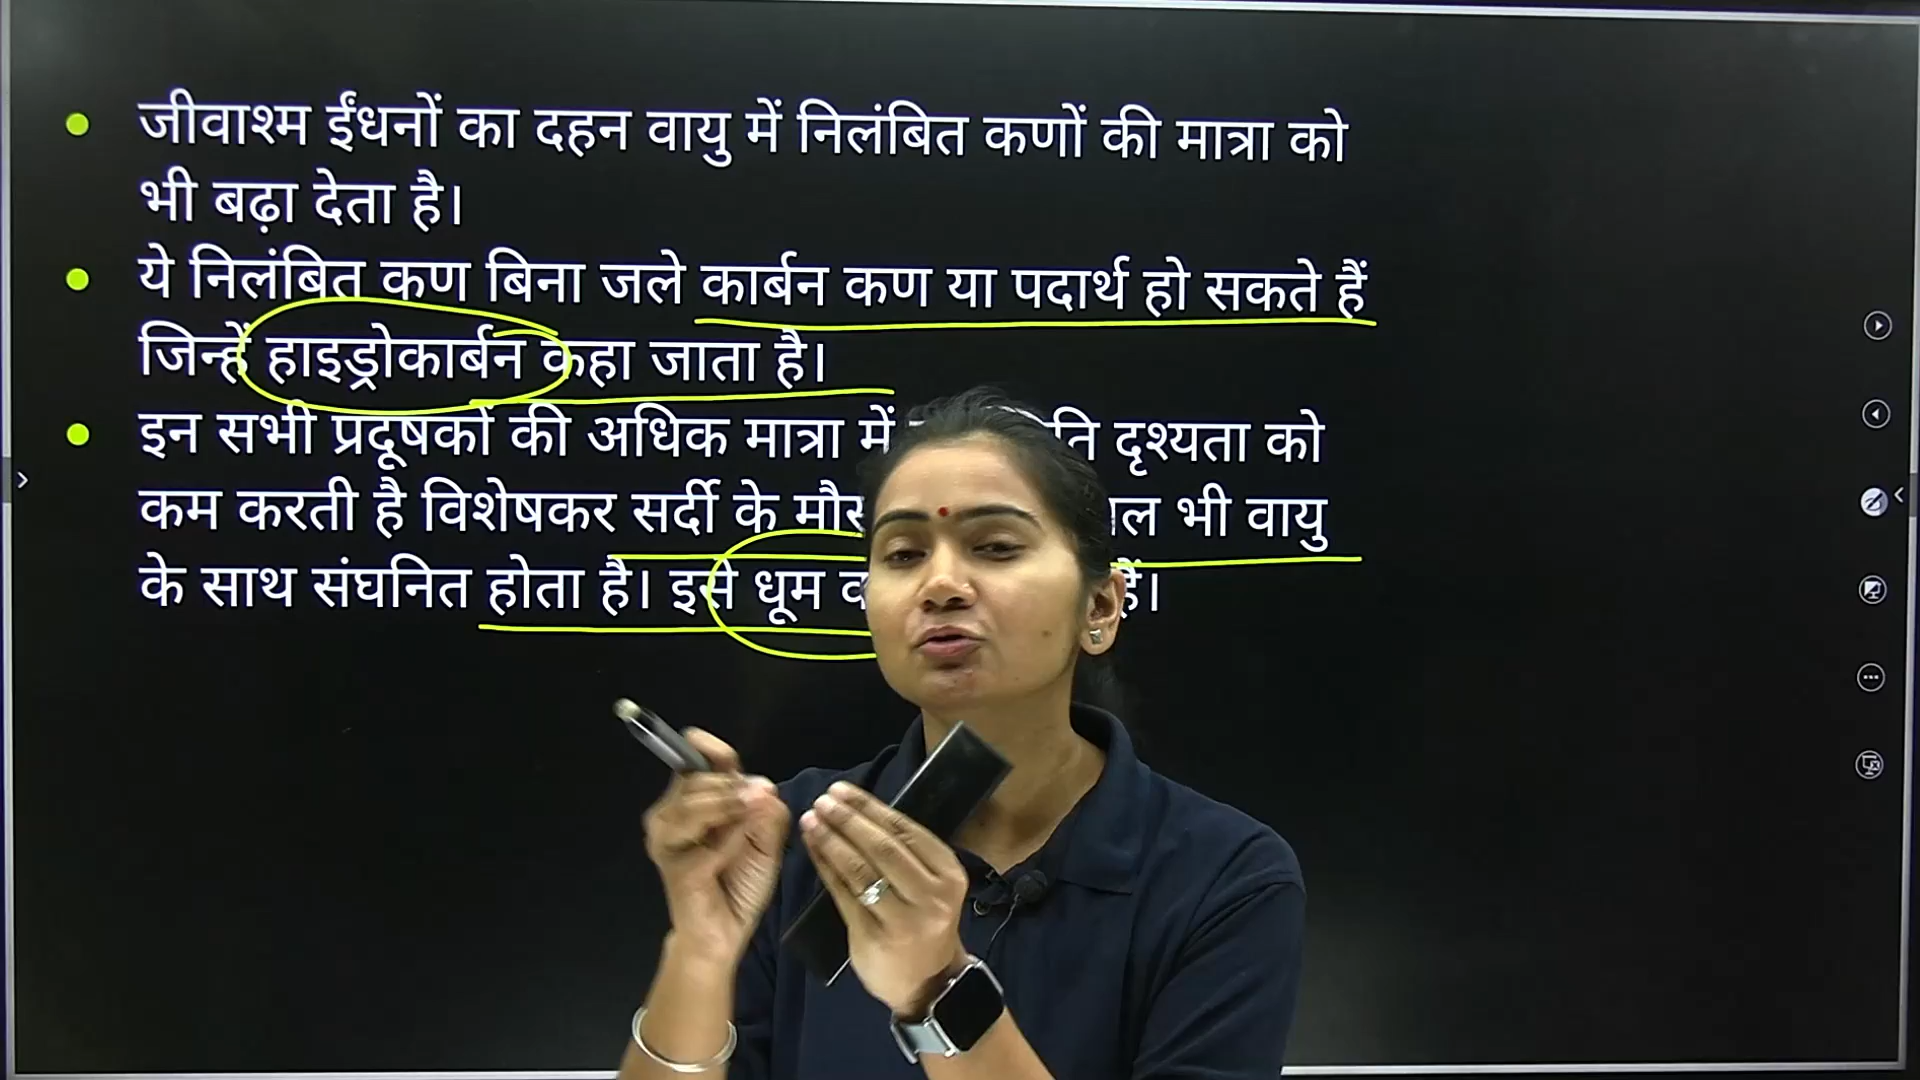 जीवाश्म ईंधनों का दहन वायु में निलंबित कणों की मात्रा को
भी बढ़ा देता है।
ये निलंबित कण बिना जले कार्बन कण या पदार्थ हो सकते हैं
जिन्हें हाइड्रोकार्बन कहा जाता है।
इन सभी प्रदूषकों की अधिक मात्रा में दृश्यता को
कम करती है विशेषकर सर्दी के भी वायु
के साथ संघनित होता है। इसे धूम हैं।